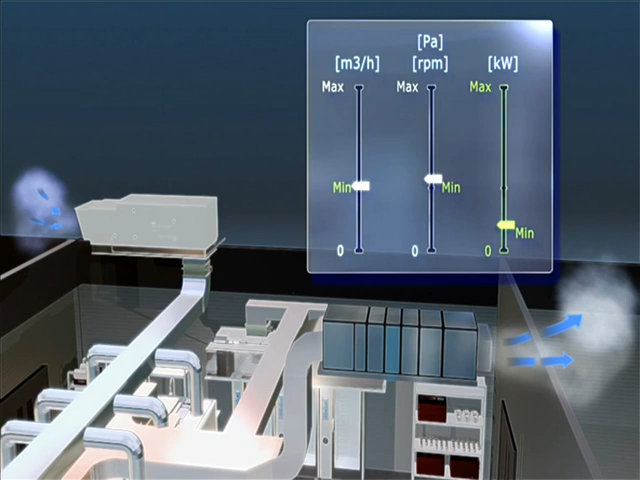 [Pa]
[m3/h] [rpm] [kW]
Max Max Max
Min Min
Min
0 0 0